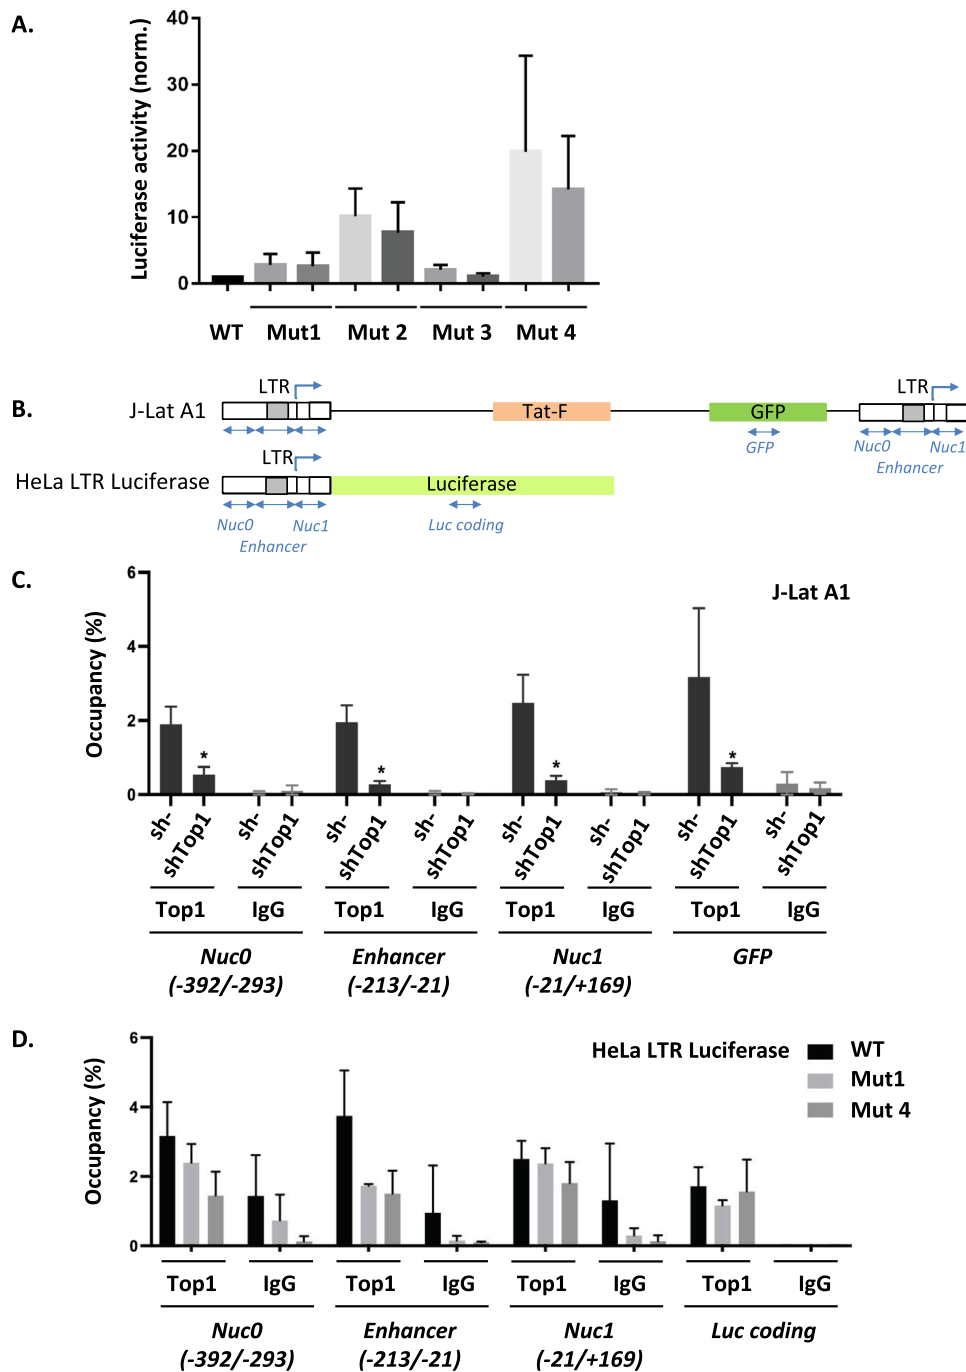 A.
Luciferase activity (norm.)
40
30
20
10
0
WT Mut1 Mut 2 Mut 3 Mut 4
B.
LTR LTR
J-Lat A1 Tat-F GFP
GFP Nuc0 Nuc1
Enhancer
LTR
HeLa LTR Luciferase Luciferase
Nuc0 Nuc1 Luc coding
Enhancer
C.
J-Lat A1
Occupancy (%)
6
4
2
0
* * * *
sh- shTop1 sh- shTop1 sh- shTop1 sh- shTop1 sh- shTop1 sh- shTop1 sh- shTop1 sh- shTop1
Top1 IgG Top1 IgG Top1 IgG Top1 IgG
Nuc0 Enhancer Nuc1 GFP
(-392/-293) (-213/-21) (-21/+169)
D.
HeLa LTR Luciferase WT
Mut1
Mut 4
Occupancy (%)
6
4
2
0
Top1 IgG Top1 IgG Top1 IgG Top1 IgG
Nuc0 Enhancer Nuc1 Luc coding
(-392/-293) (-213/-21) (-21/+169)